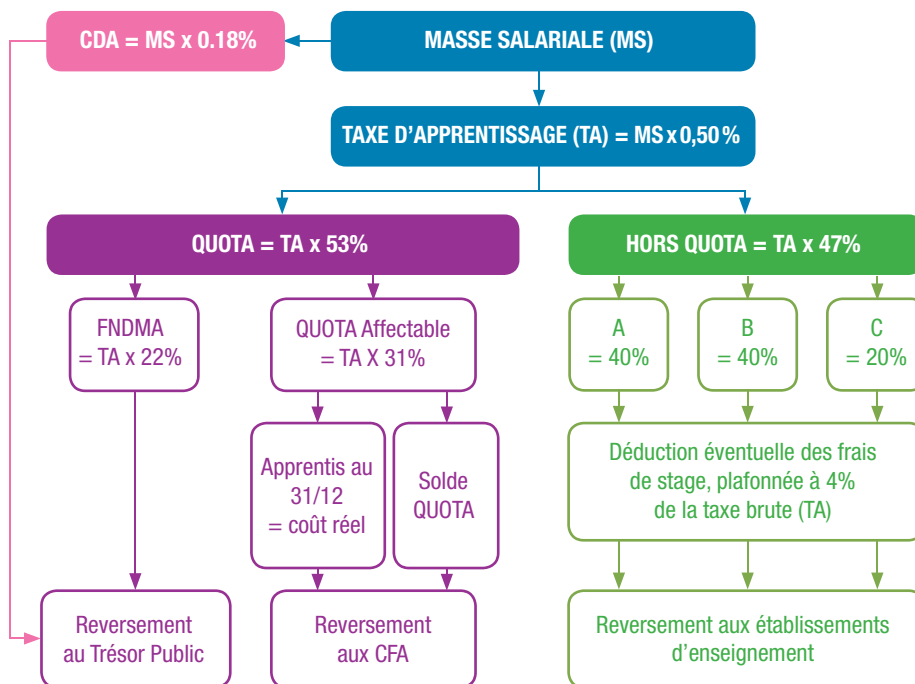 CDA = MS x 0.18%
MASSE SALARIALE (MS)
TAXE D'APPRENTISSAGE (TA) = MS x 0,50 %
QUOTA = TA x 53%
HORS QUOTA = TA x 47%
FNDMA
= TA x 22%
QUOTA Affectable
= TA X 31%
A
= 40%
B
= 40%
C
= 20%
Apprentis au
31/12
= coût réel
Solde
QUOTA
Déduction éventuelle des frais
de stage, plafonnée à 4%
de la taxe brute (TA)
Reversement
au Trésor Public
Reversement
aux CFA
Reversement aux établissements
d'enseignement